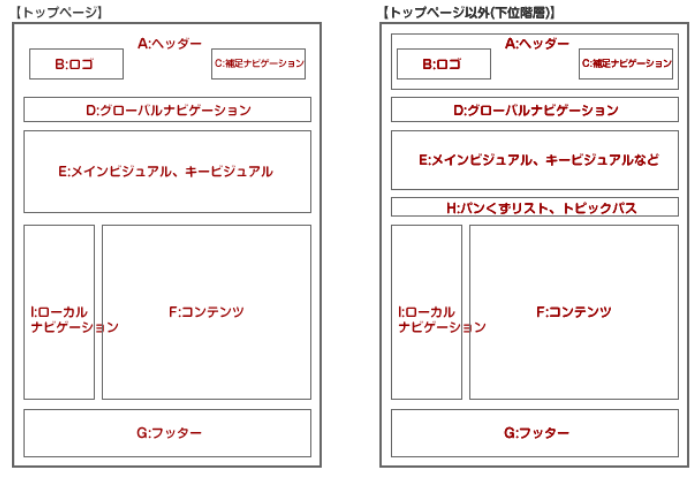 【トップページ】
A:ヘッダー
B:ロゴ
C:補足ナビゲーション
D:グローバルナビゲーション
E:メインビジュアル、キービジュアル
I:ローカル
ナビゲーション
F:コンテンツ
G:フッター
【トップページ以外(下位階層)】
A:ヘッダー
B:ロゴ
C:補足ナビゲーション
D:グローバルナビゲーション
E:メインビジュアル、キービジュアルなど
H:パンくずリスト、トピックパス
I:ローカル
ナビゲーション
F:コンテンツ
G:フッター